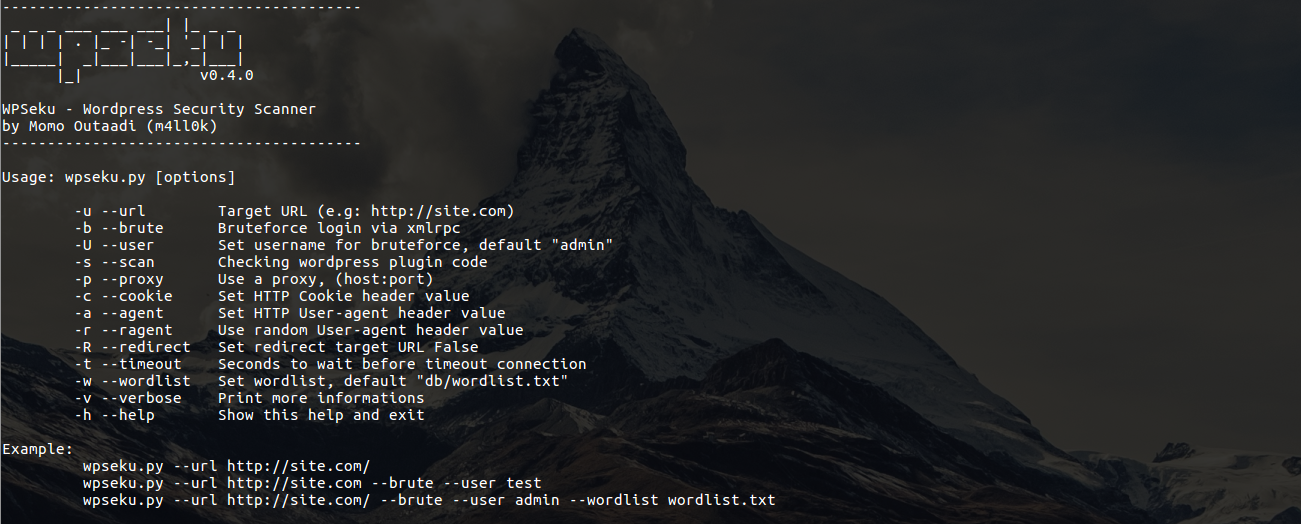 ----------------------------------------
 _ _ _ ___ ___ ___| |_ _ _
| | | | . |_ -| -_| '_| | |
|_____|  _|___|___|_,_|___|
      |_|             v0.4.0
WPSeku - Wordpress Security Scanner
by Momo Outaadi (m4ll0k)
----------------------------------------
Usage: wpseku.py [options]
-u --url Target URL (e.g: http://site.com)
-b --brute Bruteforce login via xmlrpc
-U --user Set username for bruteforce, default "admin"
-s --scan Checking wordpress plugin code
-p --proxy Use a proxy, (host:port)
-c --cookie Set HTTP Cookie header value
-a --agent Set HTTP User-agent header value
-r --ragent Use random User-agent header value
-R --redirect Set redirect target URL False
-t --timeout Seconds to wait before timeout connection
-w --wordlist Set wordlist, default "db/wordlist.txt"
-v --verbose Print more informations
-h --help Show this help and exit
Example:
wpseku.py --url http://site.com/
wpseku.py --url http://site.com --brute --user test
wpseku.py --url http://site.com/ --brute --user admin --wordlist wordlist.txt